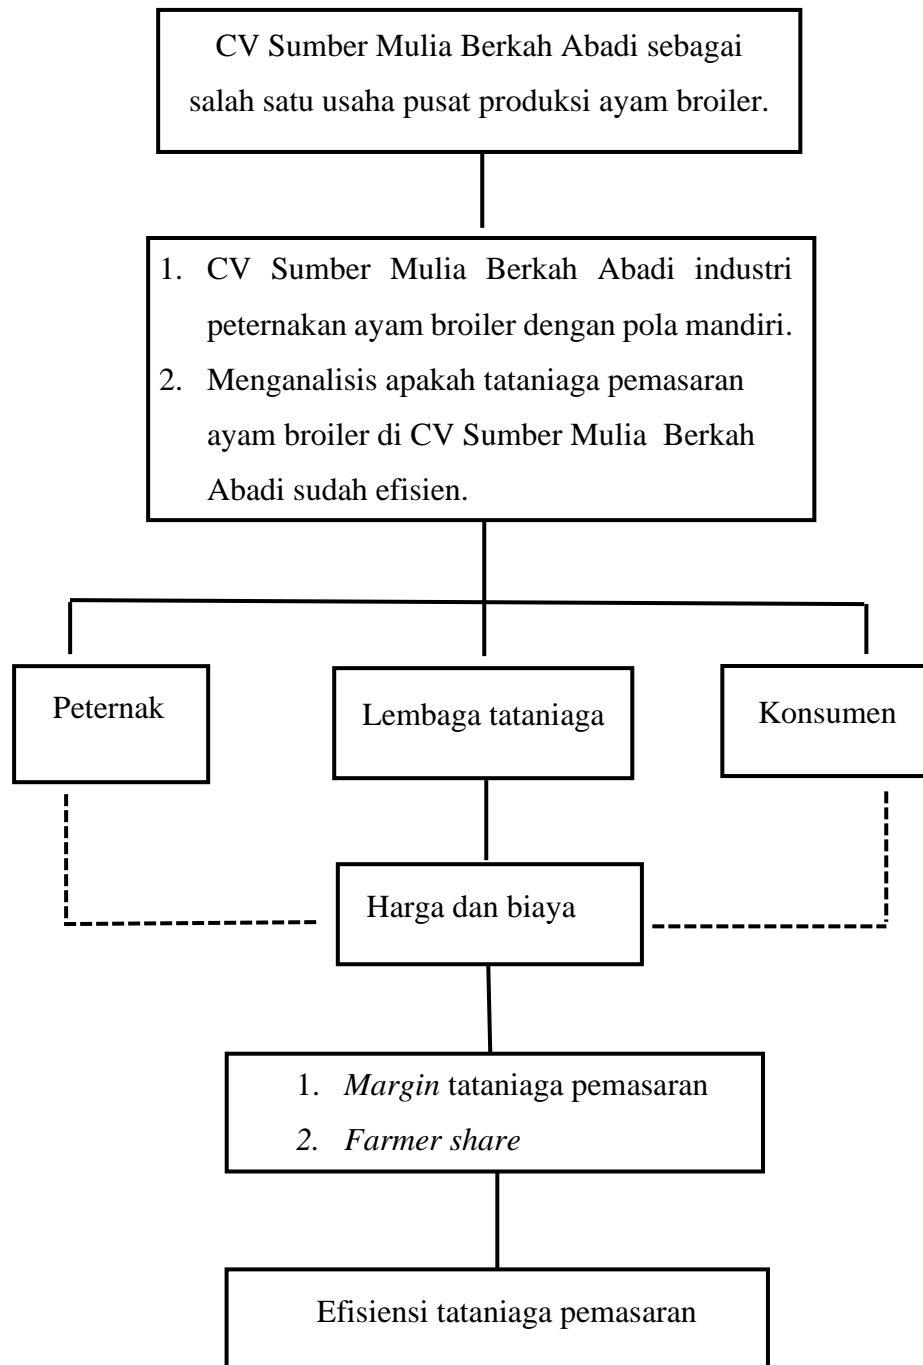 CV Sumber Mulia Berkah Abadi sebagai
salah satu usaha pusat produksi ayam broiler.
1. CV Sumber Mulia Berkah Abadi industri
peternakan ayam broiler dengan pola mandiri.
2. Menganalisis apakah tataniaga pemasaran
ayam broiler di CV Sumber Mulia Berkah
Abadi sudah efisien.
Peternak
Lembaga tataniaga
Konsumen
Harga dan biaya
1. Margin tataniaga pemasaran
2. Farmer share
Efisiensi tataniaga pemasaran